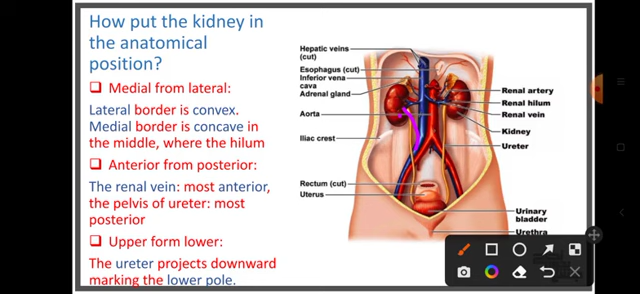 How put the kidney in
the anatomical
position?
Medial from lateral:
Lateral border is convex.
Medial border is concave in
the middle, where the hilum
Anterior from posterior:
The renal vein: most anterior,
the pelvis of ureter: most
posterior
Upper form lower:
The ureter projects downward
marking the lower pole.
Hepatic veins
(cut)
Esophagus (cut)
Inferior vena
cava
Adrenal gland
Aorta
Iliac crest
Rectum (cut)
Uterus
Renal artery
Renal hilum
Renal vein
Kidney
Ureter
Urinary
bladder
Urethra